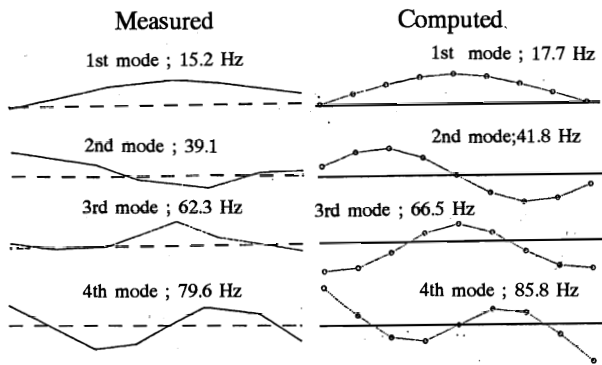 Measured
Computed
1st mode ; 15.2 Hz
1st mode ; 17.7 Hz
2nd mode ; 39.1
2nd mode;41.8 Hz
3rd mode ; 62.3 Hz
3rd mode ; 66.5 Hz
4th mode ; 79.6 Hz
4th mode ; 85.8 Hz